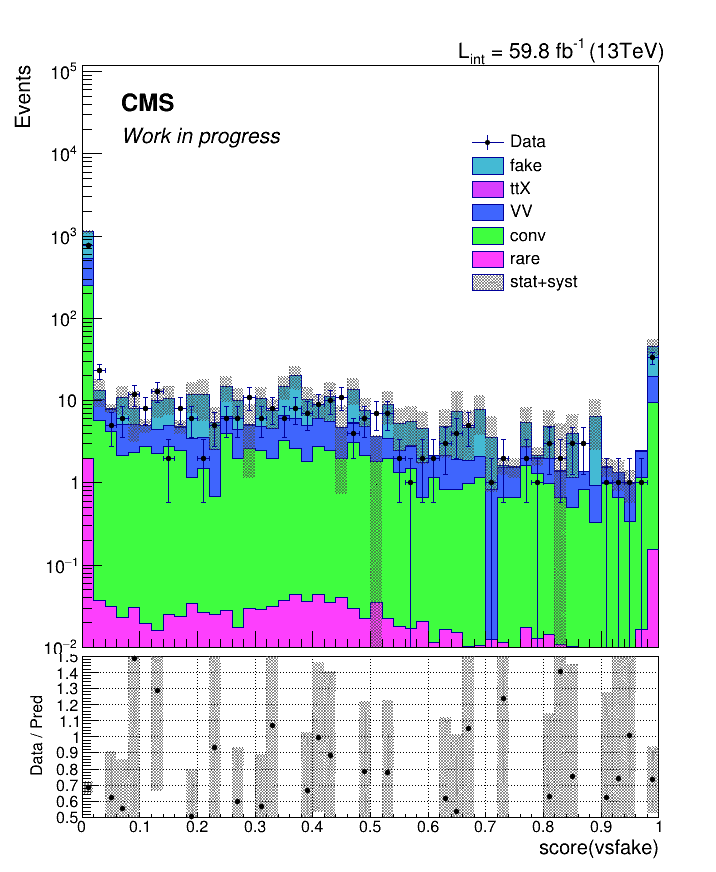 L_int = 59.8 fb^-1 (13TeV)
Events
10^5
10^4
10^3
10^2
10
1
10^-1
10^-2
CMS
Work in progress
Data
fake
ttX
VV
conv
rare
stat+syst
Data / Pred
1.5
1.4
1.3
1.2
1.1
1
0.9
0.8
0.7
0.6
0.5
0 0.1 0.2 0.3 0.4 0.5 0.6 0.7 0.8 0.9 1
score(vsfake)